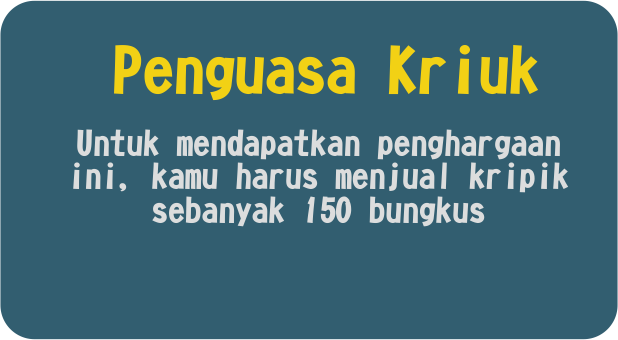 Penguasa Kriuk
Untuk mendapatkan penghargaan
ini, kamu harus menjual kripik
sebanyak 150 bungkus